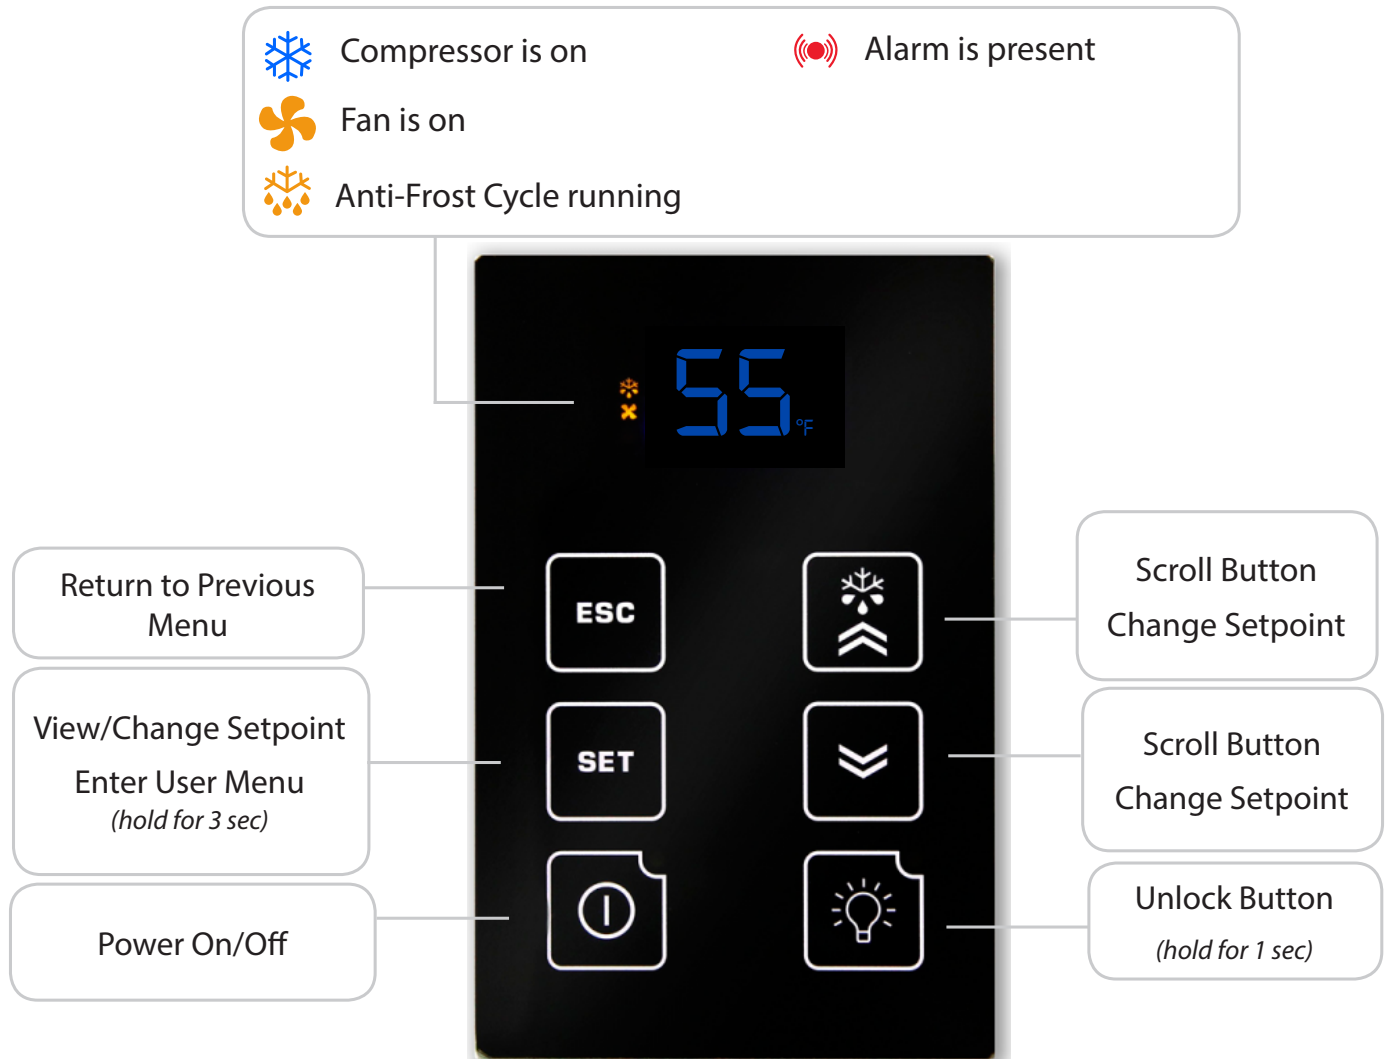 Compressor is on
Alarm is present
Fan is on
Anti-Frost Cycle running
55 °F
Return to Previous
Menu
ESC
Scroll Button
Change Setpoint
View/Change Setpoint
Enter User Menu
(hold for 3 sec)
SET
Scroll Button
Change Setpoint
Power On/Off
Unlock Button
(hold for 1 sec)